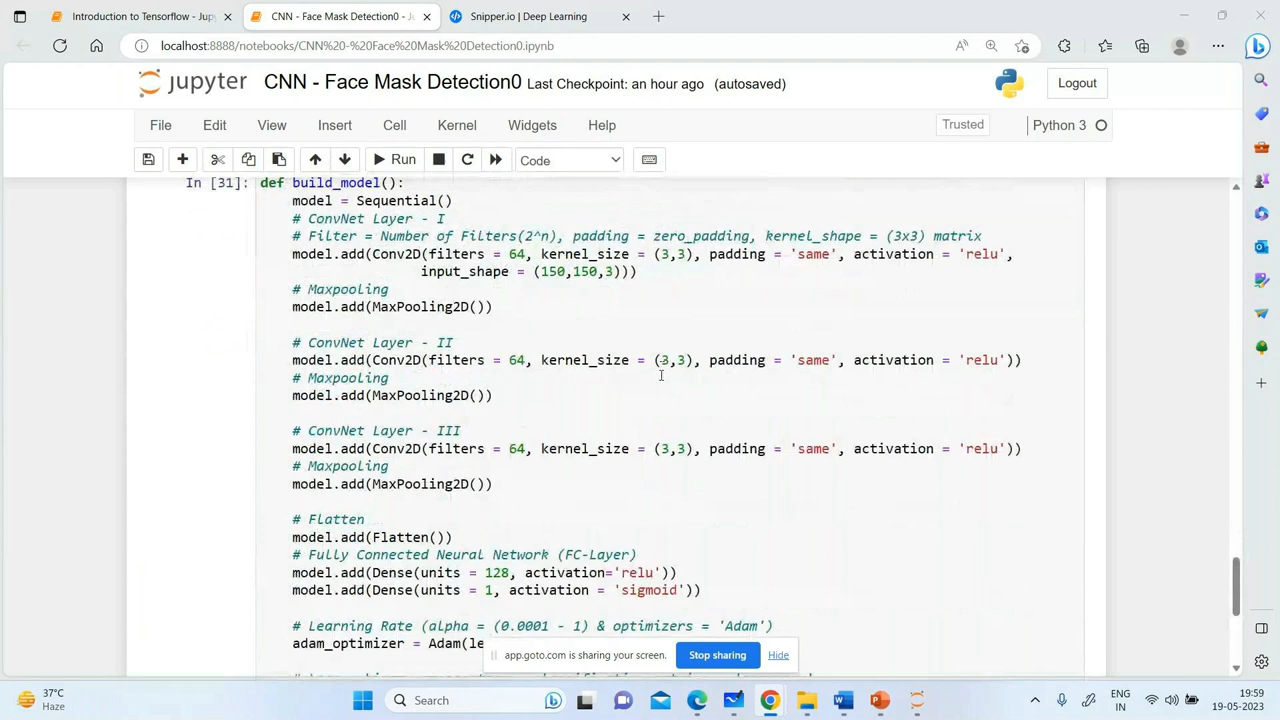 Introduction to Tensorflow - Jupy
CNN - Face Mask Detection0 - Ju
Snipper.io | Deep Learning
localhost:8888/notebooks/CNN%20-%20Face%20Mask%20Detection0.ipynb
jupyter CNN - Face Mask Detection0 Last Checkpoint: an hour ago (autosaved)
Logout
File Edit View Insert Cell Kernel Widgets Help Trusted Python 3
Run Code
In [31]: def build_model():
model = Sequential()
# ConvNet Layer - I
# Filter = Number of Filters(2^n), padding = zero_padding, kernel_shape = (3x3) matrix
model.add(Conv2D(filters = 64, kernel_size = (3,3), padding = 'same', activation = 'relu',
input_shape = (150,150,3)))
# Maxpooling
model.add(MaxPooling2D())
# ConvNet Layer - II
model.add(Conv2D(filters = 64, kernel_size = (3,3), padding = 'same', activation = 'relu'))
# Maxpooling
model.add(MaxPooling2D())
# ConvNet Layer - III
model.add(Conv2D(filters = 64, kernel_size = (3,3), padding = 'same', activation = 'relu'))
# Maxpooling
model.add(MaxPooling2D())
# Flatten
model.add(Flatten())
# Fully Connected Neural Network (FC-Layer)
model.add(Dense(units = 128, activation='relu'))
model.add(Dense(units = 1, activation = 'sigmoid'))
# Learning Rate (alpha = (0.0001 - 1) & optimizers = 'Adam')
adam_optimizer = Adam(le
app.goto.com is sharing your screen. Stop sharing Hide
37°C
Haze
Search
ENG
IN
19:59
19-05-2023